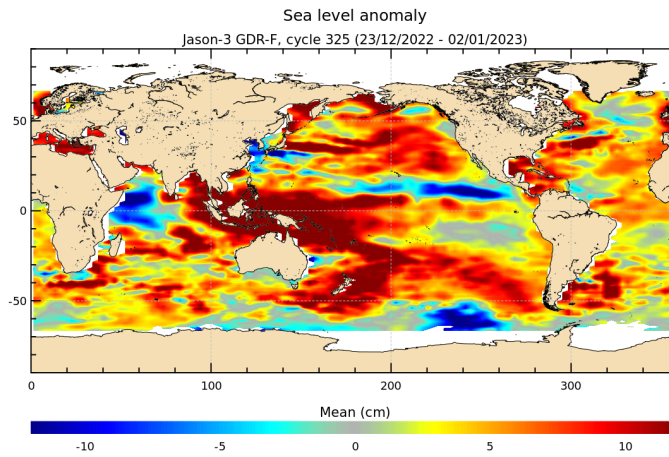 Sea level anomaly
Jason-3 GDR-F, cycle 325 (23/12/2022 - 02/01/2023)
50
0
-50
0 100 200 300
Mean (cm)
-10 -5 0 5 10